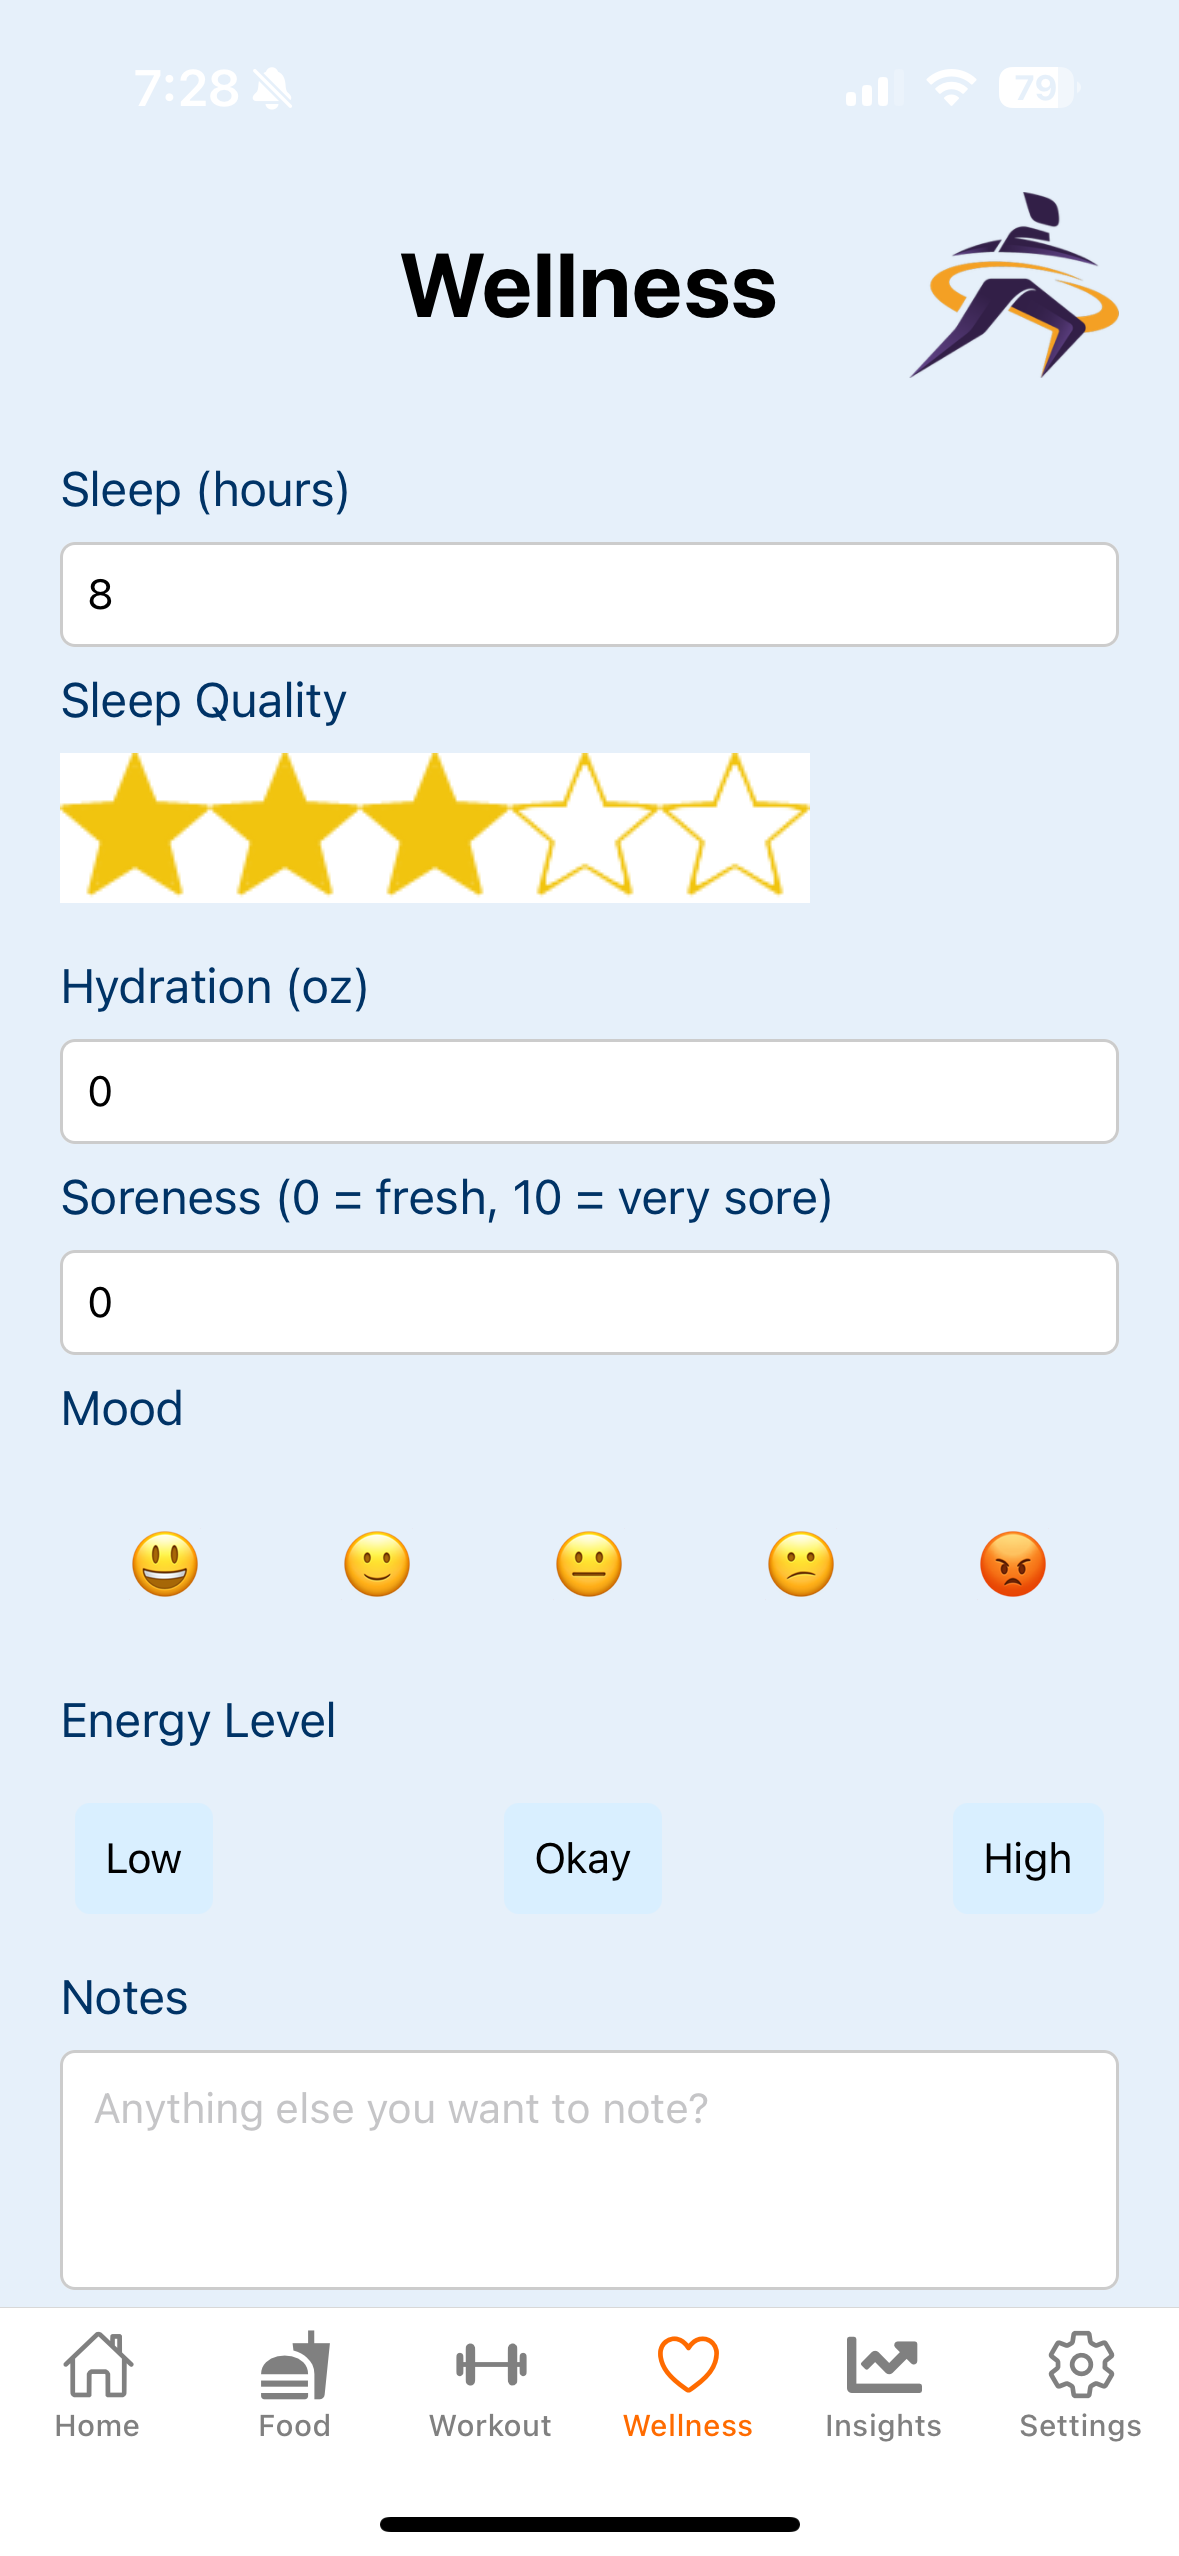 7:28
79
Wellness
Sleep (hours)
8
Sleep Quality
Hydration (oz)
0
Soreness (0 = fresh, 10 = very sore)
0
Mood
Energy Level
Low Okay High
Notes
Anything else you want to note?
Home Food Workout Wellness Insights Settings